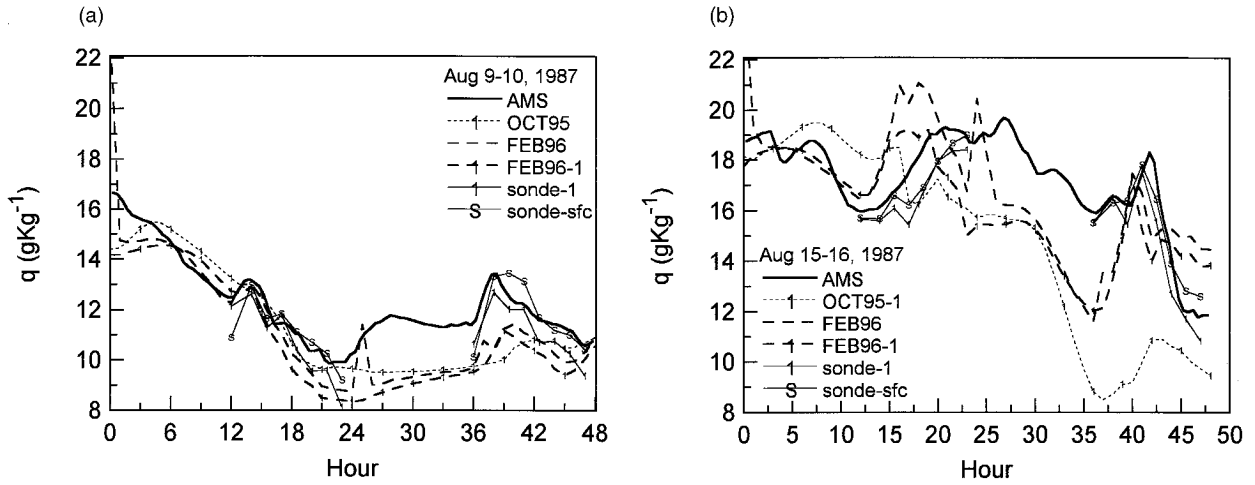 (a)
22
20
18
16
14
12
10
8
q (gKg-1)
0
6
12
18
24
30
36
42
48
Hour
Aug 9-10, 1987
AMS
OCT95
FEB96
FEB96-1
sonde-1
S sonde-sfc
(b)
22
20
18
16
14
12
10
8
q (gKg-1)
0
5
10
15
20
25
30
35
40
45
50
Hour
Aug 15-16, 1987
AMS
OCT95-1
FEB96
FEB96-1
sonde-1
S sonde-sfc